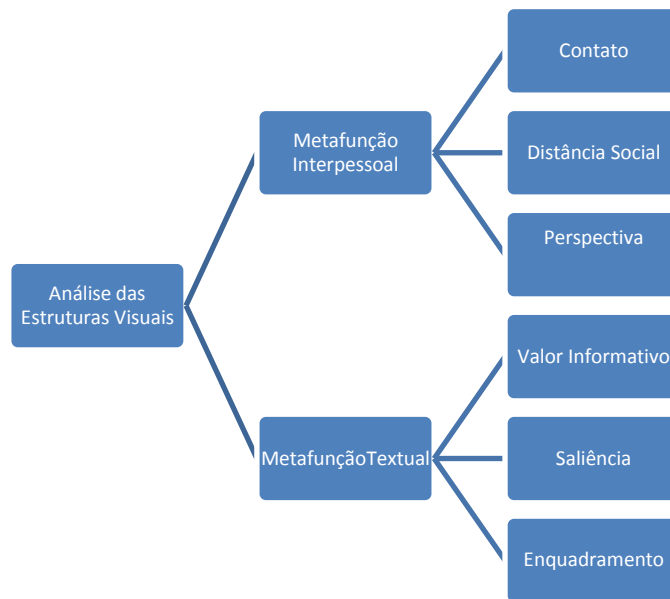 Análise das
Estruturas Visuais
Metafunção
Interpessoal
Contato
Distância Social
Perspectiva
MetafunçãoTextual
Valor Informativo
Saliência
Enquadramento